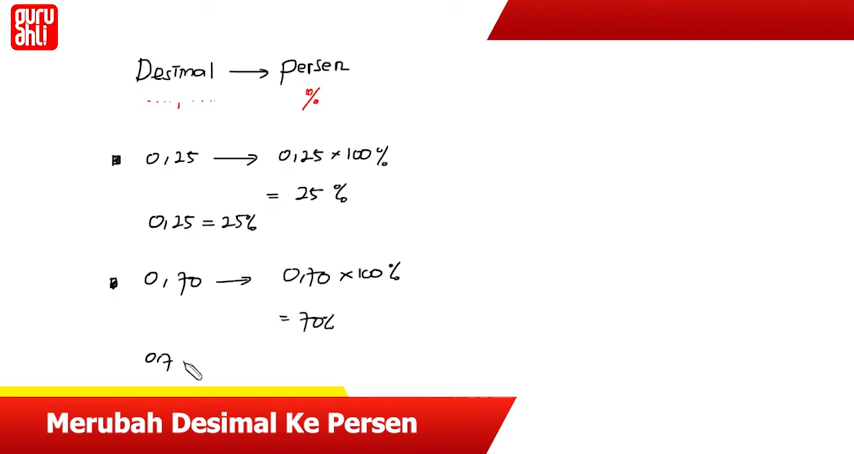 guru
ahli
Desimal → Persen
....., ..... %
0,25 → 0,25 × 100%
= 25 %
0,25 = 25%
0,70 → 0,70 × 100%
= 70%
0,7
Merubah Desimal Ke Persen